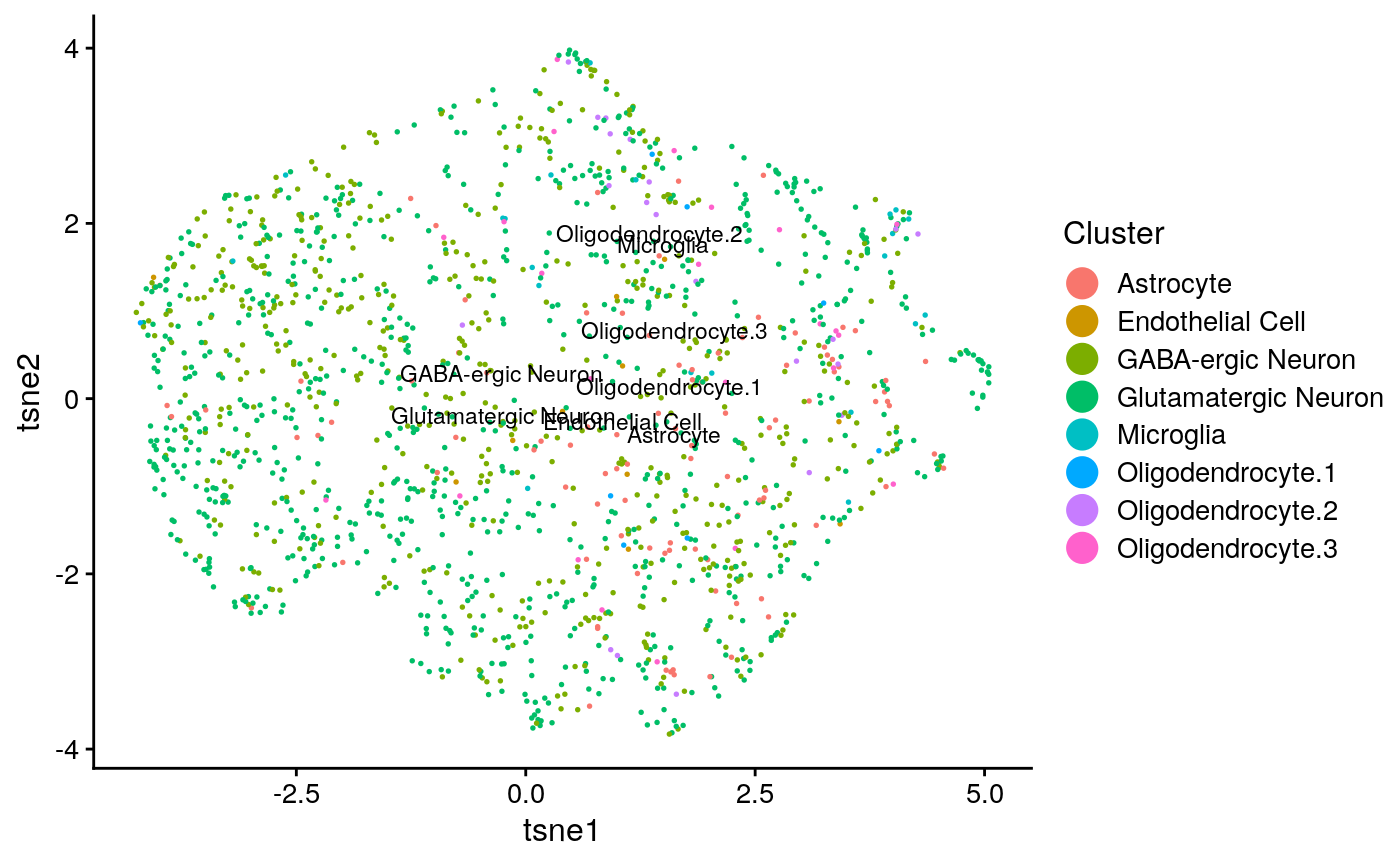 4
2
0
-2
-4
tsne2
Oligodendrocyte.2
Microglia
Oligodendrocyte.3
GABA-ergic Neuron
Oligodendrocyte.1
Glutamatergic Neuron
Endothelial Cell
Astrocyte
-2.5
0.0
2.5
5.0
tsne1
Cluster
Astrocyte
Endothelial Cell
GABA-ergic Neuron
Glutamatergic Neuron
Microglia
Oligodendrocyte.1
Oligodendrocyte.2
Oligodendrocyte.3